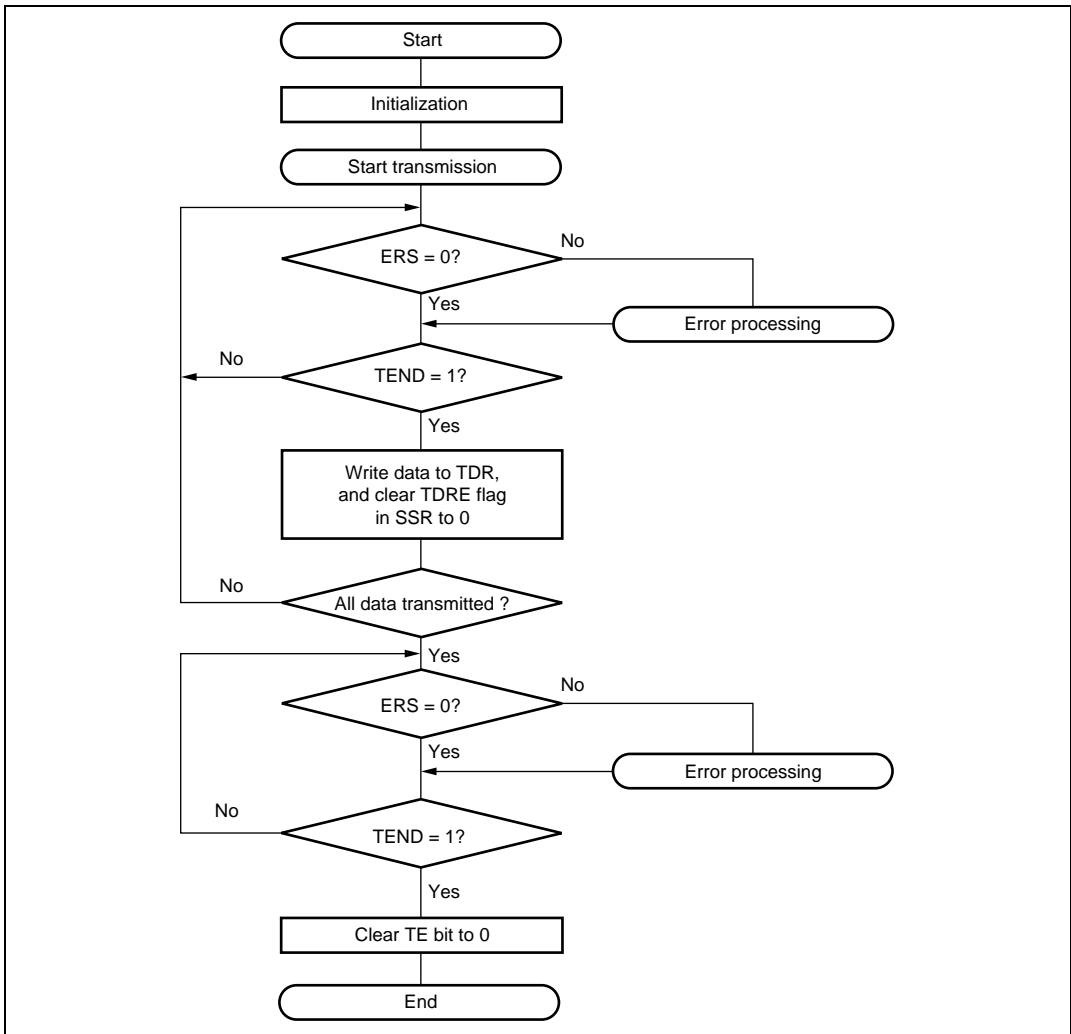 Start
Initialization
Start transmission
ERS = 0?
No
Yes
Error processing
No
TEND = 1?
Yes
Write data to TDR,
and clear TDRE flag
in SSR to 0
No
All data transmitted ?
Yes
ERS = 0?
No
Yes
Error processing
No
TEND = 1?
Yes
Clear TE bit to 0
End